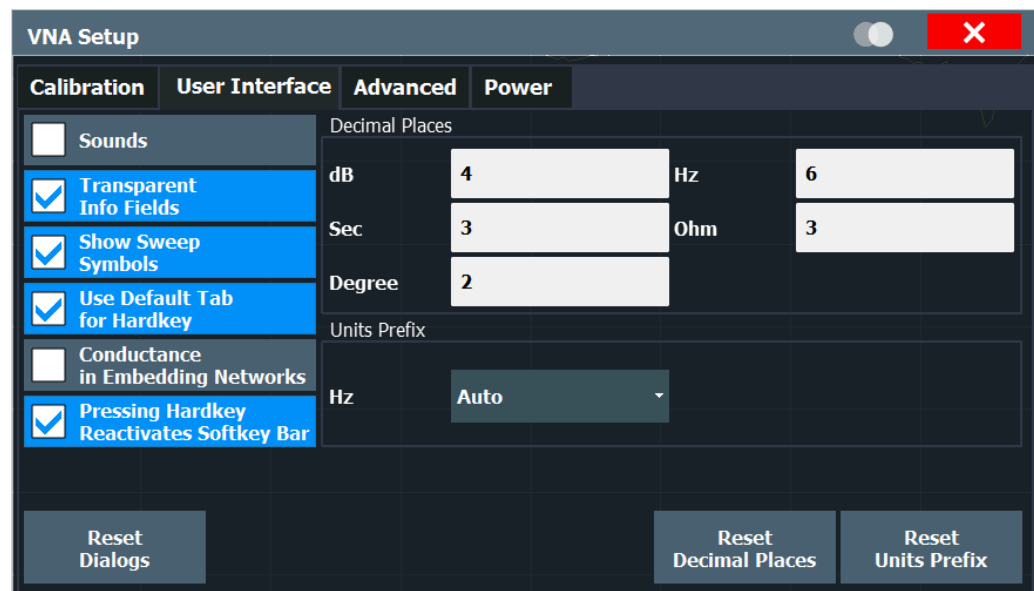 VNA Setup
Calibration User Interface Advanced Power
Sounds
Transparent
Info Fields
Show Sweep
Symbols
Use Default Tab
for Hardkey
Conductance
in Embedding Networks
Pressing Hardkey
Reactivates Softkey Bar
Decimal Places
dB 4 Hz 6
Sec 3 Ohm 3
Degree 2
Units Prefix
Hz Auto
Reset
Dialogs
Reset
Decimal Places
Reset
Units Prefix